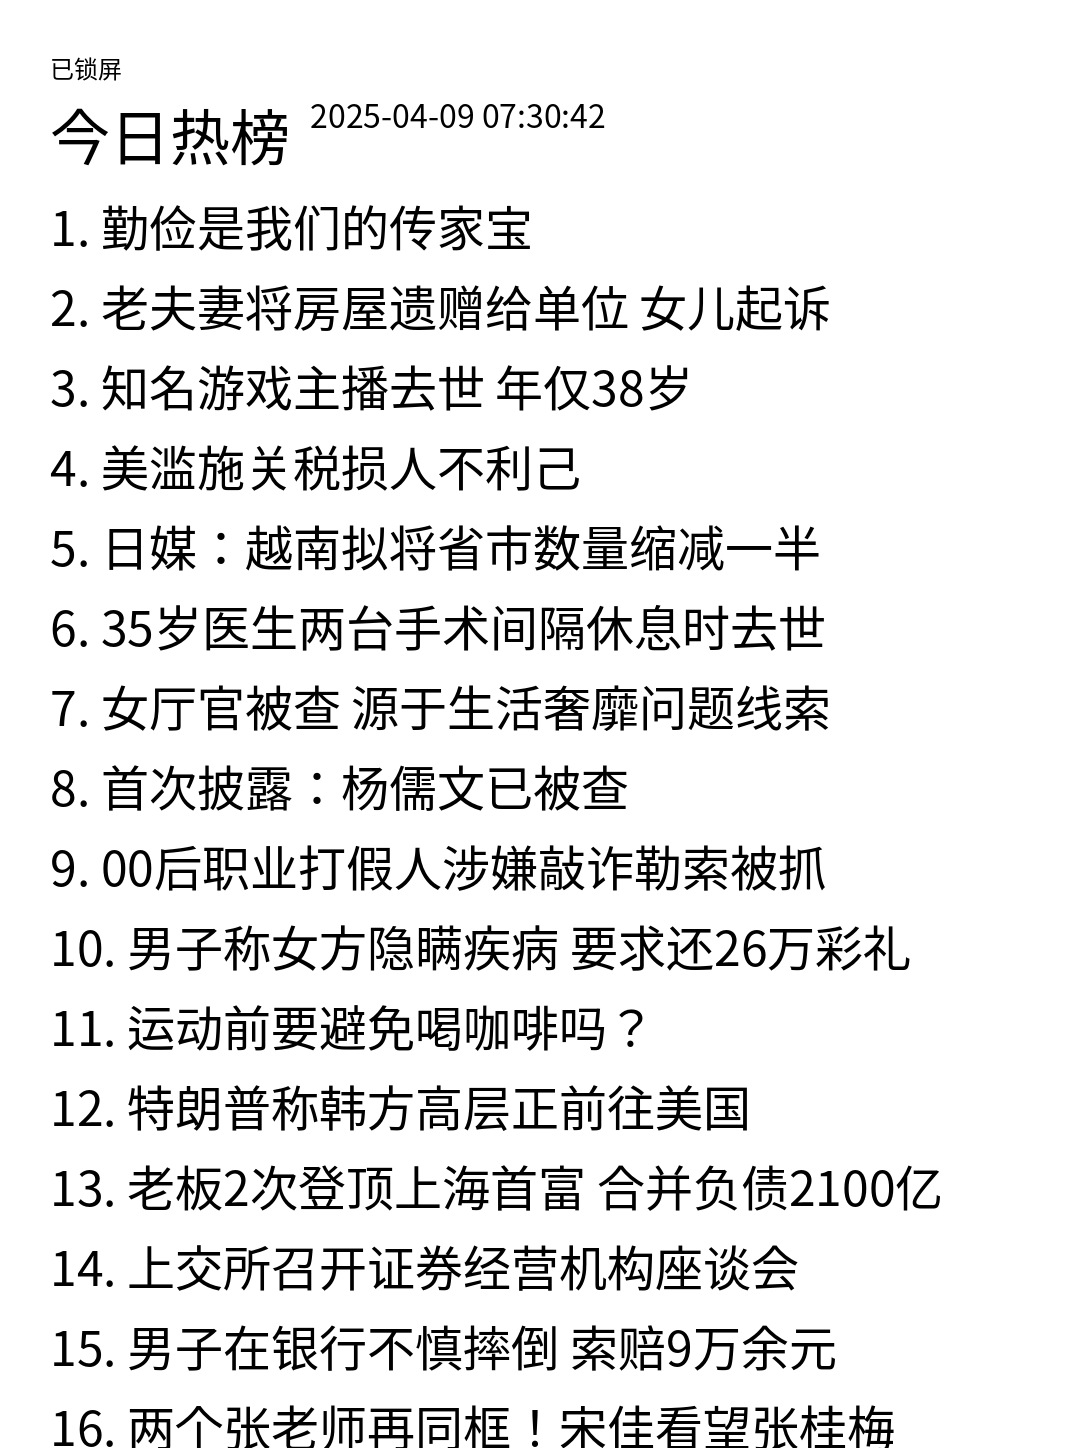 已锁屏
今日热榜 2025-04-09 07:30:42
1. 勤俭是我们的传家宝
2. 老夫妻将房屋遗赠给单位 女儿起诉
3. 知名游戏主播去世 年仅38岁
4. 美滥施关税损人不利己
5. 日媒：越南拟将省市数量缩减一半
6. 35岁医生两台手术间隔休息时去世
7. 女厅官被查 源于生活奢靡问题线索
8. 首次披露：杨儒文已被查
9. 00后职业打假人涉嫌敲诈勒索被抓
10. 男子称女方隐瞒疾病 要求还26万彩礼
11. 运动前要避免喝咖啡吗？
12. 特朗普称韩方高层正前往美国
13. 老板2次登顶上海首富 合并负债2100亿
14. 上交所召开证券经营机构座谈会
15. 男子在银行不慎摔倒 索赔9万余元
16. 两个张老师再同框！宋佳看望张桂梅